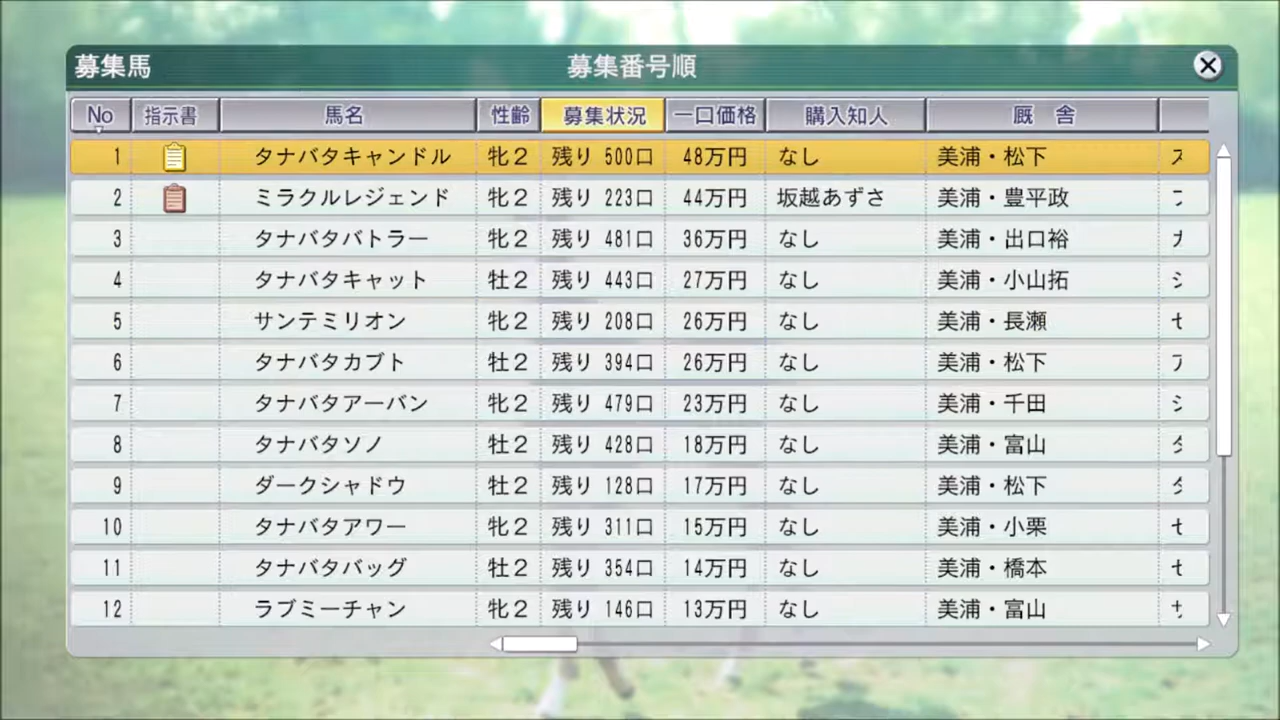 募集馬 募集番号順
No 指示書 馬名 性齢 募集状況 一口価格 購入知人 厩 舎
1 タナバタキャンドル 牝2 残り 500口 48万円 なし 美浦・松下
2 ミラクルレジェンド 牝2 残り 223口 44万円 坂越あずさ 美浦・豊平政
3 タナバタバトラー 牝2 残り 481口 36万円 なし 美浦・出口裕
4 タナバタキャット 牡2 残り 443口 27万円 なし 美浦・小山拓
5 サンテミリオン 牝2 残り 208口 26万円 なし 美浦・長瀬
6 タナバタカブト 牡2 残り 394口 26万円 なし 美浦・松下
7 タナバタアーバン 牝2 残り 479口 23万円 なし 美浦・千田
8 タナバタソノ 牡2 残り 428口 18万円 なし 美浦・富山
9 ダークシャドウ 牡2 残り 128口 17万円 なし 美浦・松下
10 タナバタアワー 牝2 残り 311口 15万円 なし 美浦・小栗
11 タナバタバッグ 牡2 残り 354口 14万円 なし 美浦・橋本
12 ラブミーチャン 牝2 残り 146口 13万円 なし 美浦・富山